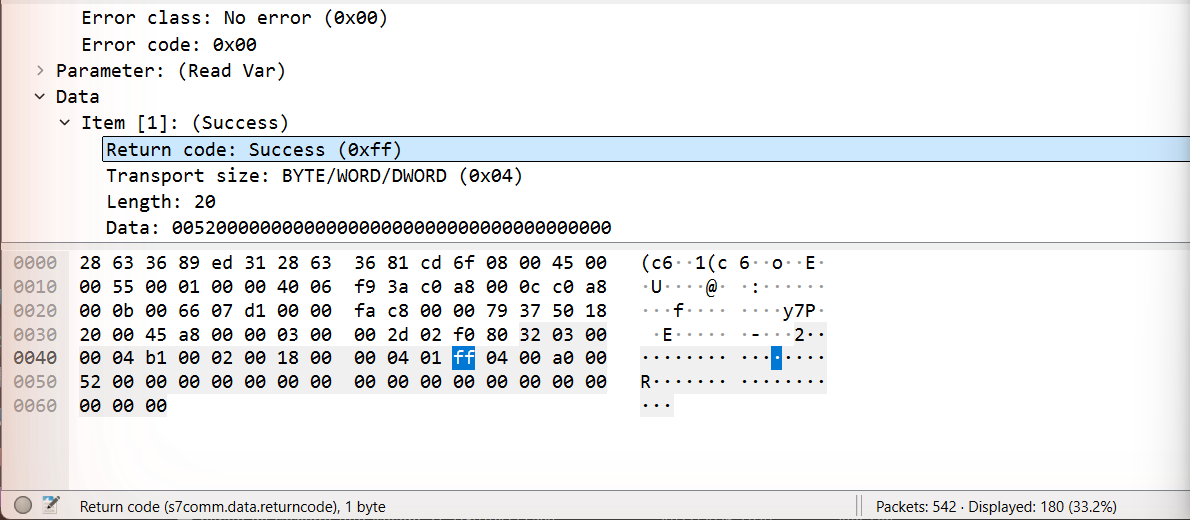 Error class: No error (0x00)
Error code: 0x00
> Parameter: (Read Var)
Data
Item [1]: (Success)
Return code: Success (0xff)
Transport size: BYTE/WORD/DWORD (0x04)
Length: 20
Data: 0052000000000000000000000000000000000000
0000 28 63 36 89 ed 31 28 63 36 81 cd 6f 08 00 45 00 (c6··1(c 6··o··E·
0010 00 55 00 01 00 00 40 06 f9 3a c0 a8 00 0c c0 a8 ·U····@· ·:······
0020 00 0b 00 66 07 d1 00 00 fa c8 00 00 79 37 50 18 ···f···· ····y7P·
0030 20 00 45 a8 00 00 03 00 00 2d 02 f0 80 32 03 00 ·E····· ·-···2··
0040 00 04 b1 00 02 00 18 00 00 04 01 ff 04 00 a0 00 ········ ········
0050 52 00 00 00 00 00 00 00 00 00 00 00 00 00 00 00 R······· ········
0060 00 00 00 ···
Return code (s7comm.data.returncode), 1 byte
Packets: 542 · Displayed: 180 (33.2%)